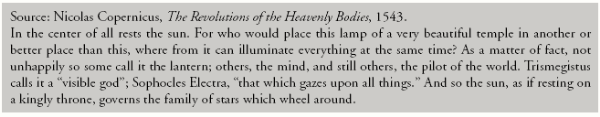 Source: Nicolas Copernicus, The Revolutions of the Heavenly Bodies, 1543.
In the center of all rests the sun. For who would place this lamp of a very beautiful temple in another or
better place than this, where from it can illuminate everything at the same time? As a matter of fact, not
unhappily so some call it the lantern; others, the mind, and still others, the pilot of the world. Trismegistus
calls it a “visible god”; Sophocles Electra, “that which gazes upon all things.” And so the sun, as if resting on
a kingly throne, governs the family of stars which wheel around.